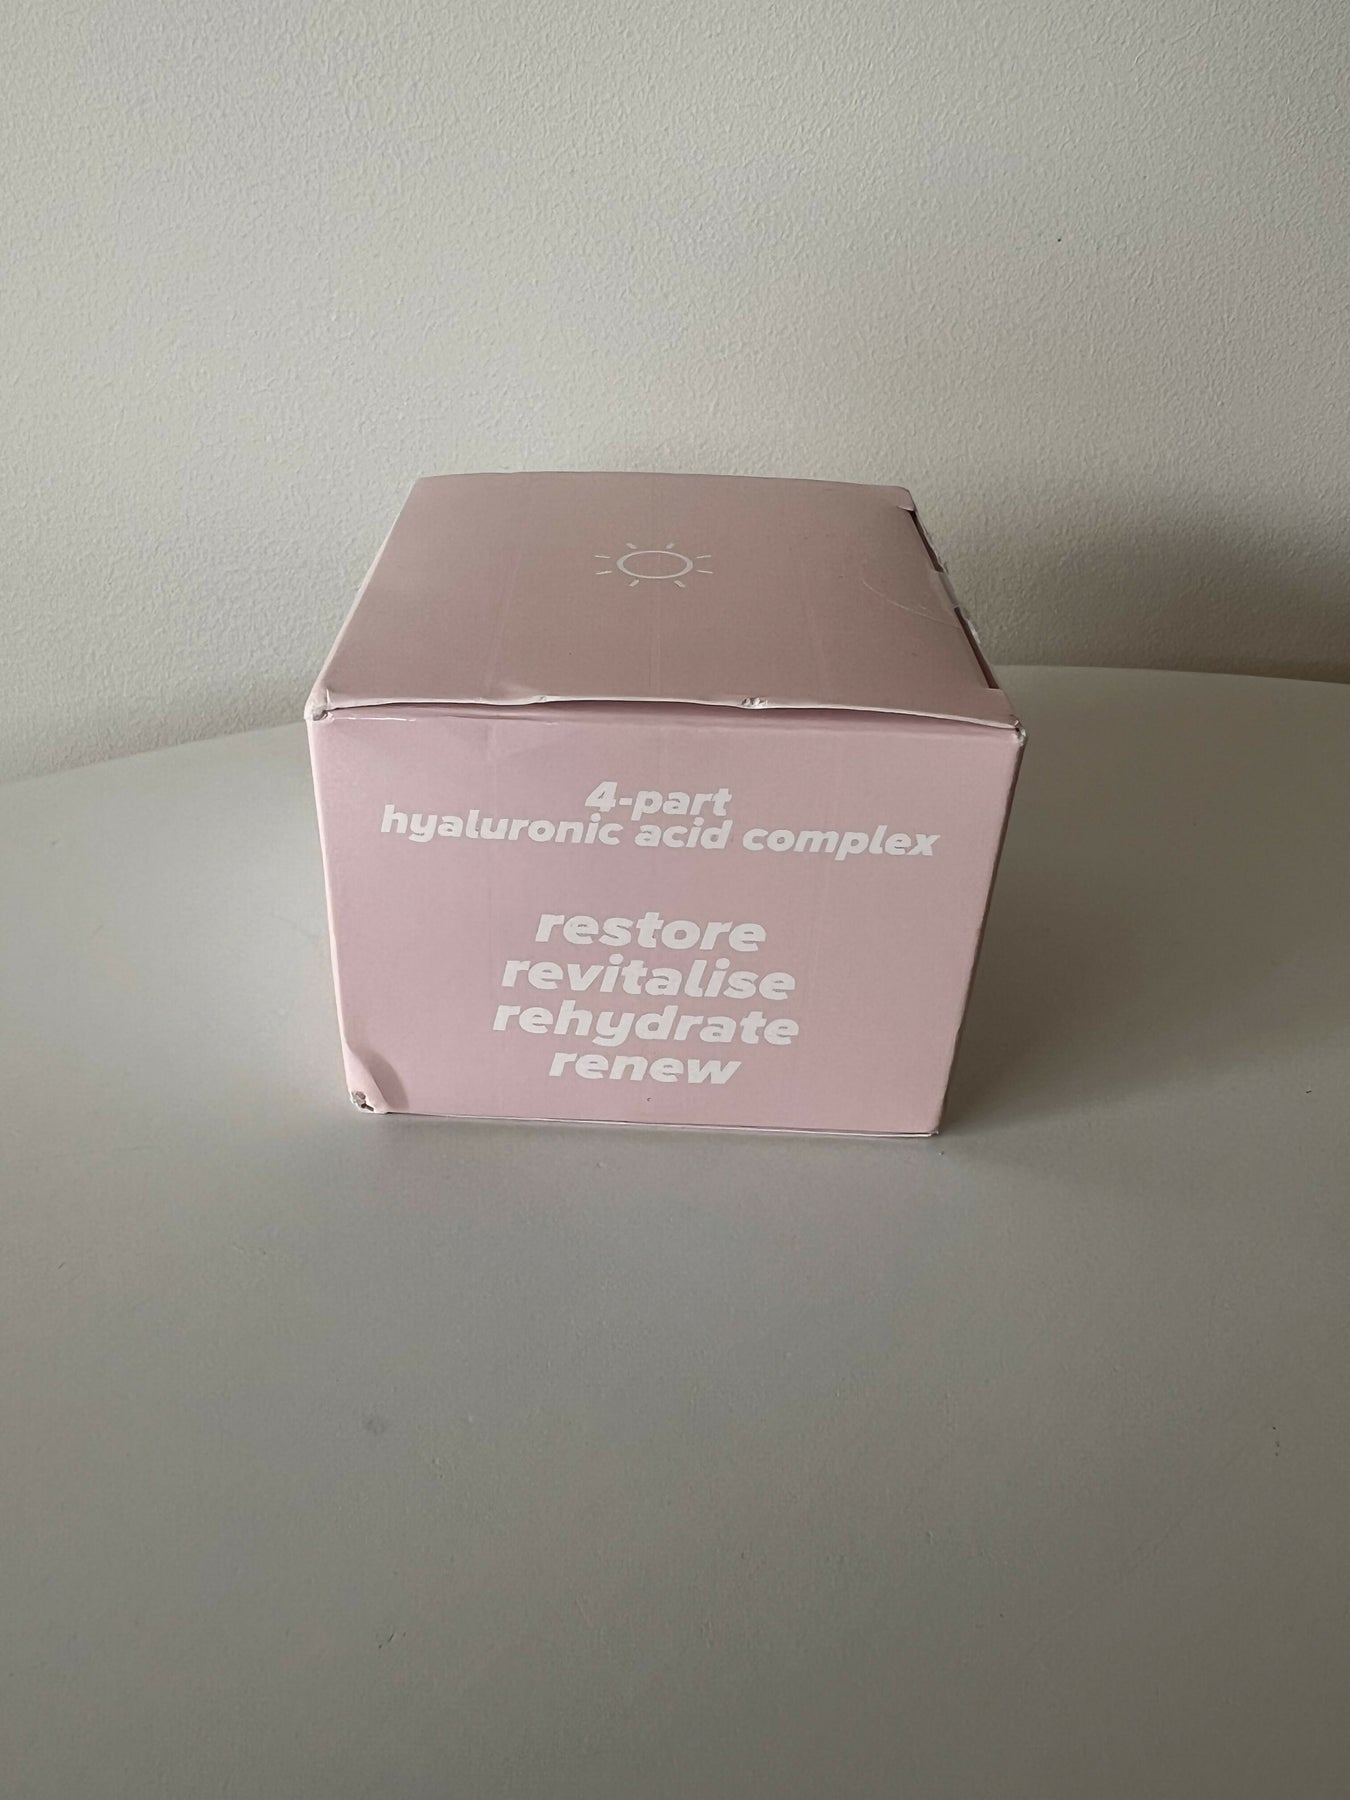 4-part
hyaluronic acid complex
restore
revitalise
rehydrate
renew